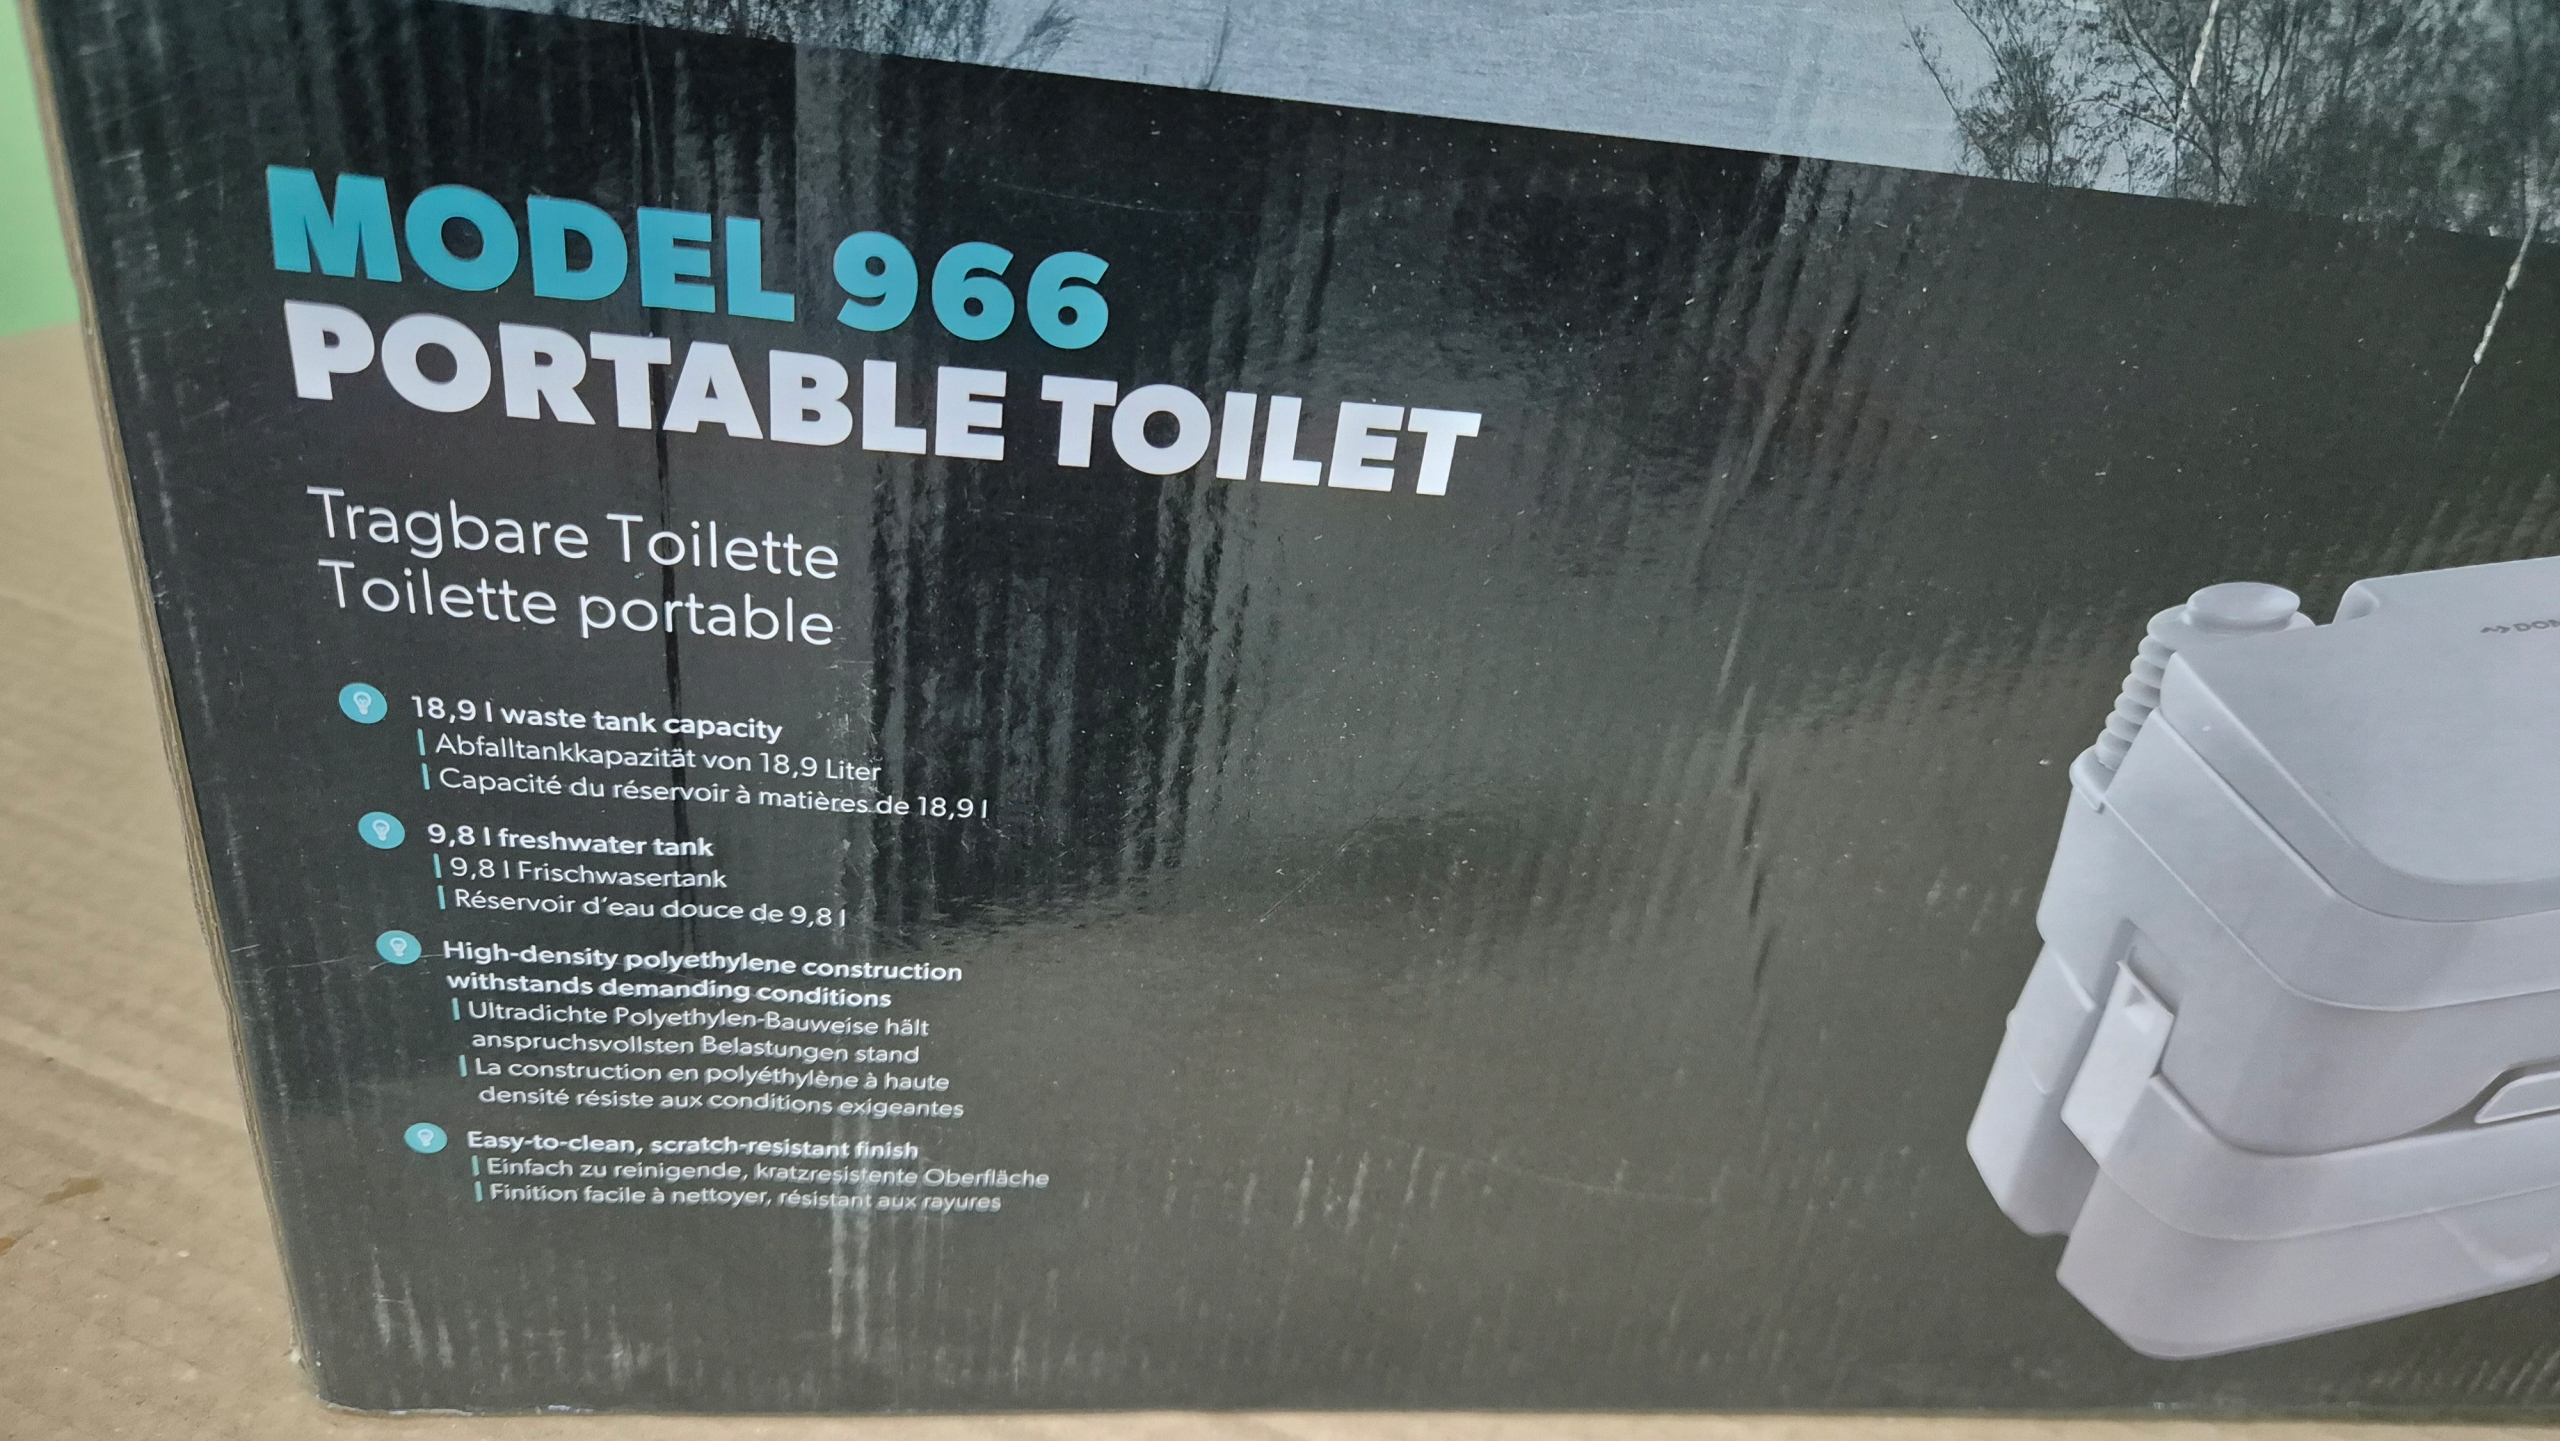 MODEL 966
PORTABLE TOILET
Tragbare Toilette
Toilette portable
18,9 l waste tank capacity
| Abfalltankkapazität von 18,9 Liter
| Capacité du réservoir à matières de 18,9 l
9,8 l freshwater tank
| 9,8 l Frischwasertank
| Réservoir d'eau douce de 9,8 l
High-density polyethylene construction
withstands demanding conditions
| Ultradichte Polyethylen-Bauweise hält
anspruchsvollsten Belastungen stand
| La construction en polyéthylène à haute
densité résiste aux conditions exigeantes
Easy-to-clean, scratch-resistant finish
| Einfach zu reinigende, kratzresistente Oberfläche
| Finition facile à nettoyer, résistant aux rayures